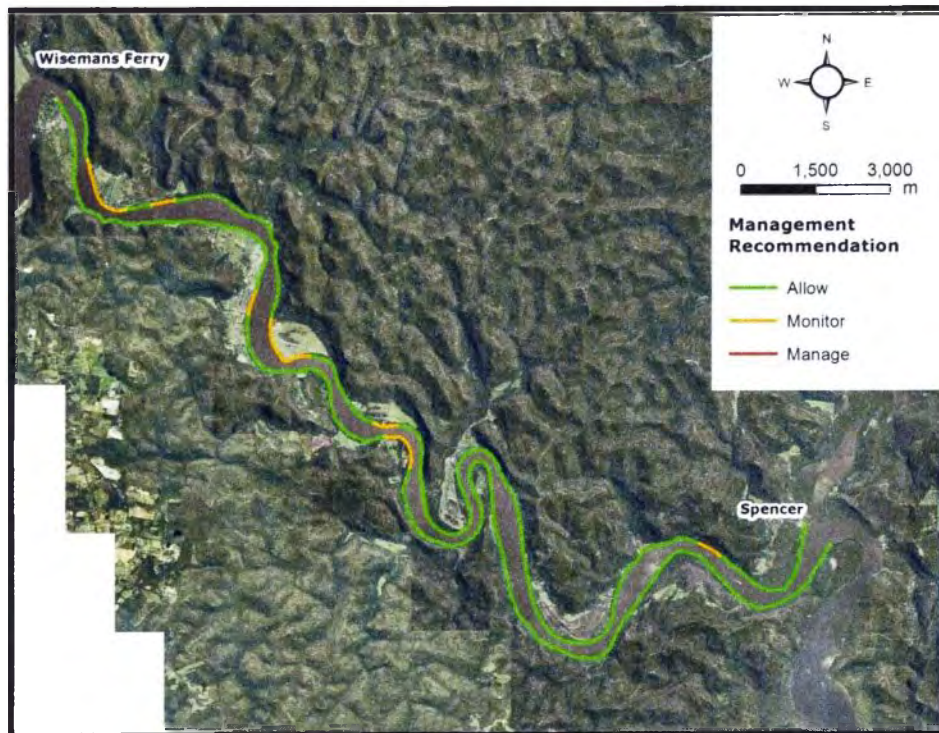 Wisemans Ferry
N
W E
S
0 1,500 3,000
m
Management
Recommendation
Allow
Monitor
Manage
Spencer